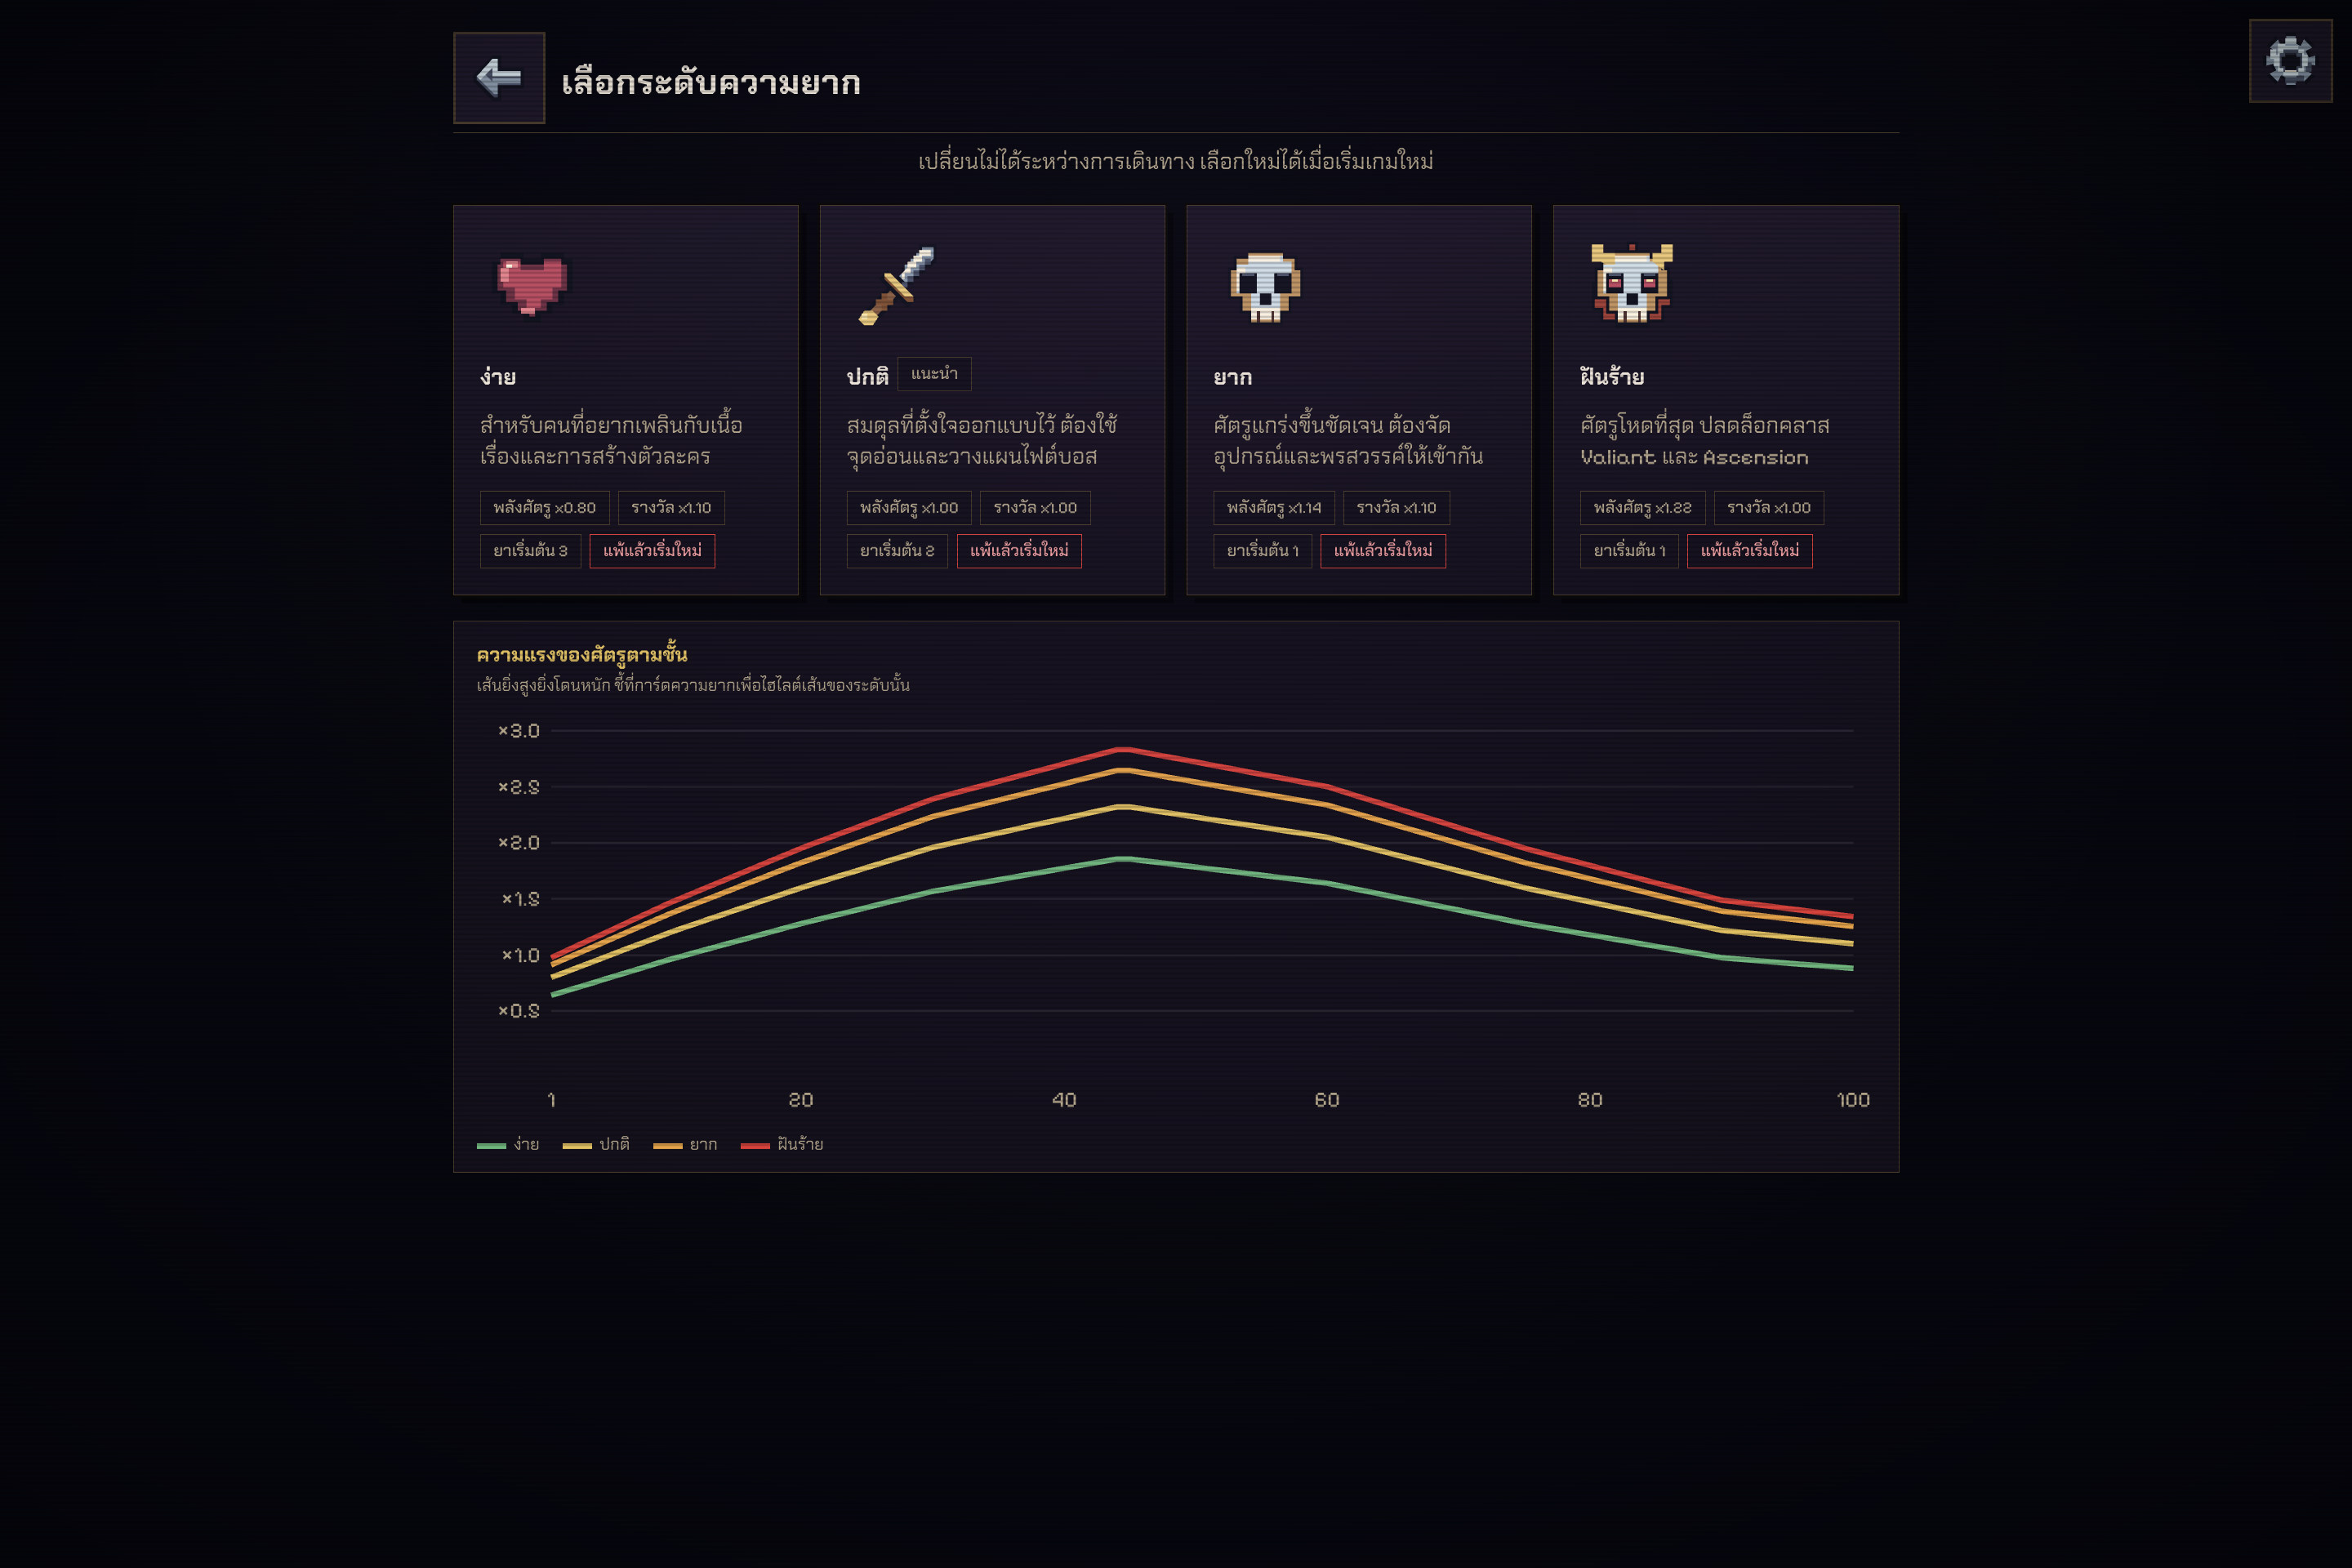 เลือกระดับความยาก
เปลี่ยนไม่ได้ระหว่างการเดินทาง เลือกใหม่ได้เมื่อเริ่มเกมใหม่
ง่าย
สำหรับคนที่อยากเพลินกับเนื้อ
เรื่องและการสร้างตัวละคร
พลังศัตรู x0.80
รางวัล x1.10
ยาเริ่มต้น 3
แพ้แล้วเริ่มใหม่
ปกติ
แนะนำ
สมดุลที่ตั้งใจออกแบบไว้ ต้องใช้
จุดอ่อนและวางแผนไฟต์บอส
พลังศัตรู x1.00
รางวัล x1.00
ยาเริ่มต้น 2
แพ้แล้วเริ่มใหม่
ยาก
ศัตรูแกร่งขึ้นชัดเจน ต้องจัด
อุปกรณ์และพรสวรรค์ให้เข้ากัน
พลังศัตรู x1.14
รางวัล x1.10
ยาเริ่มต้น 1
แพ้แล้วเริ่มใหม่
ฝันร้าย
ศัตรูโหดที่สุด ปลดล็อกคลาส
Valiant และ Ascension
พลังศัตรู x1.22
รางวัล x1.00
ยาเริ่มต้น 1
แพ้แล้วเริ่มใหม่
ความแรงของศัตรูตามชั้น
เส้นยิ่งสูงยิ่งโดนหนัก ชี้ที่การ์ดความยากเพื่อไฮไลต์เส้นของระดับนั้น
×3.0
×2.5
×2.0
×1.5
×1.0
×0.5
1 20 40 60 80 100
ง่าย ปกติ ยาก ฝันร้าย